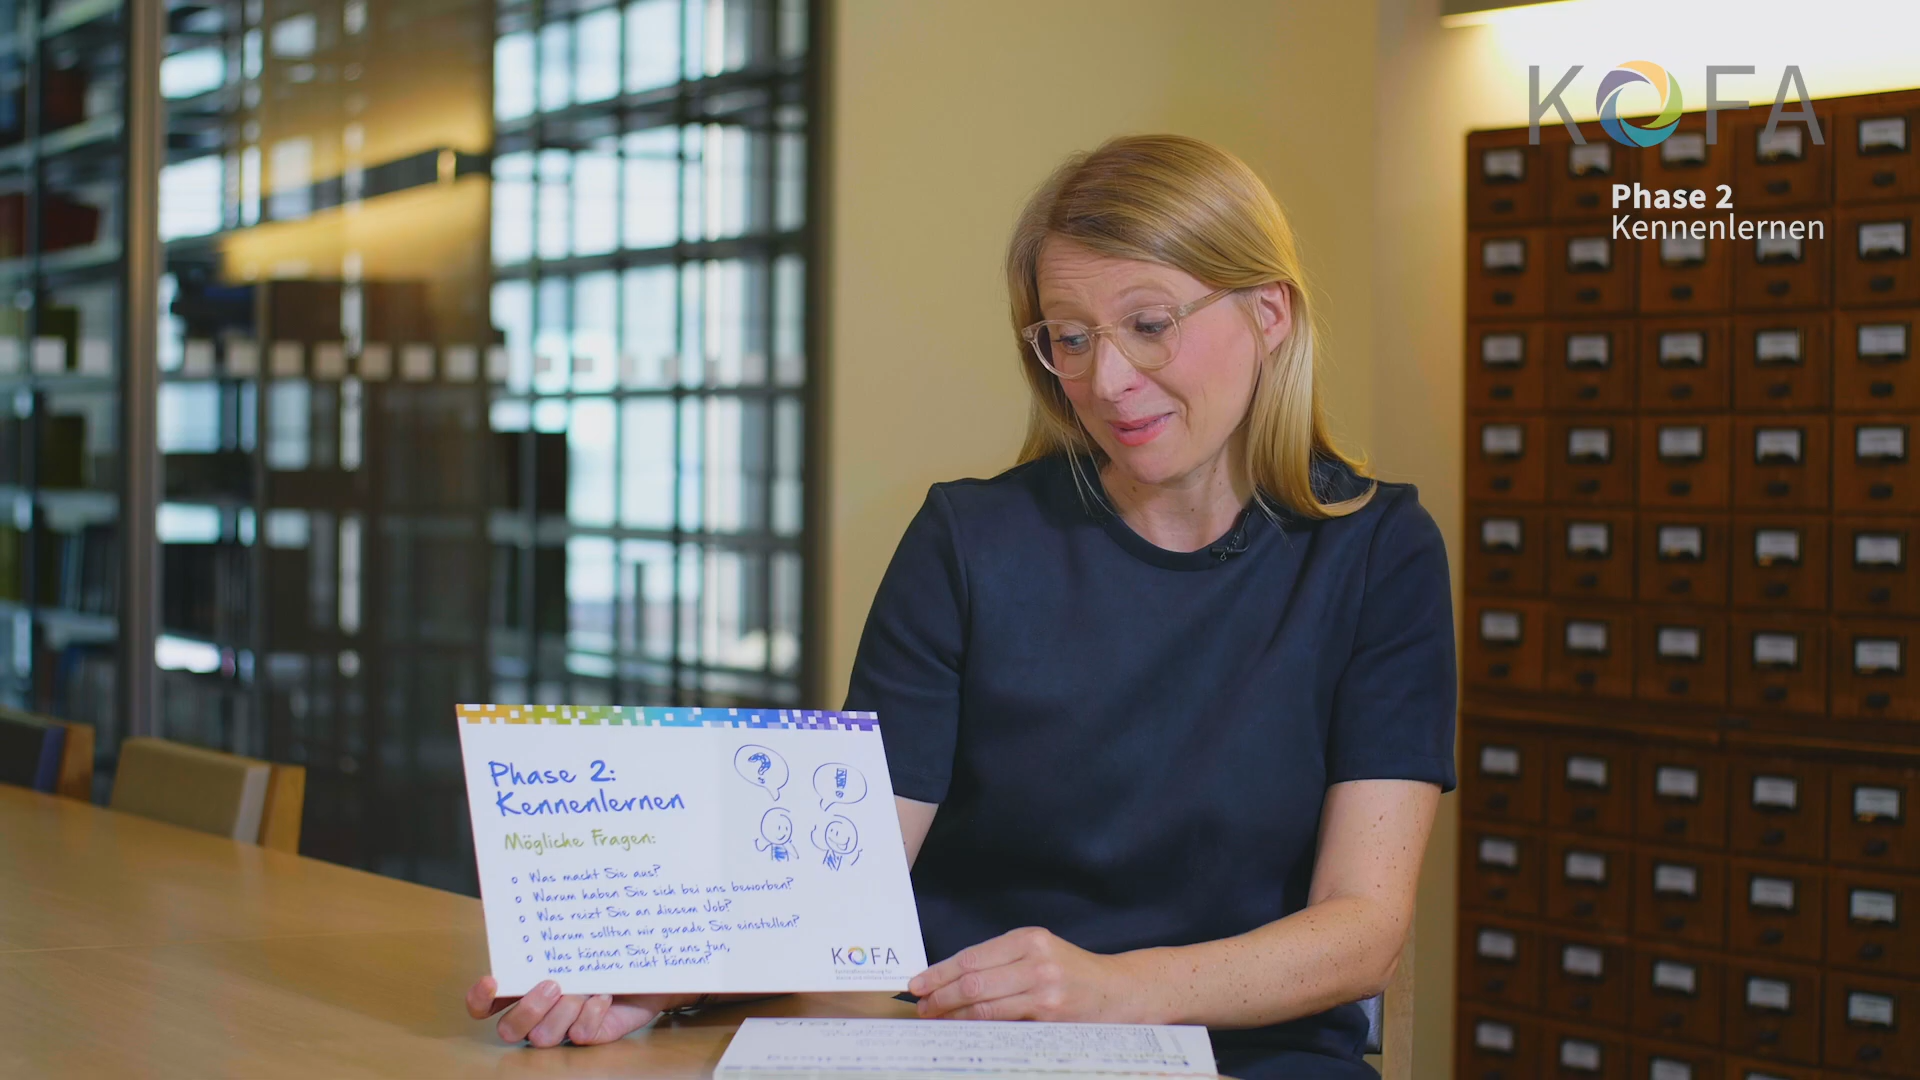 KOFA
Phase 2
Kennenlernen
Phase 2:
Kennenlernen
Mögliche Fragen:
o Was macht Sie aus?
o Warum haben Sie sich bei uns beworben?
o Was reizt Sie an diesem Job?
o Warum sollten wir gerade Sie einstellen?
o Was können Sie für uns tun,
was andere nicht können?
KOFA
KOFA